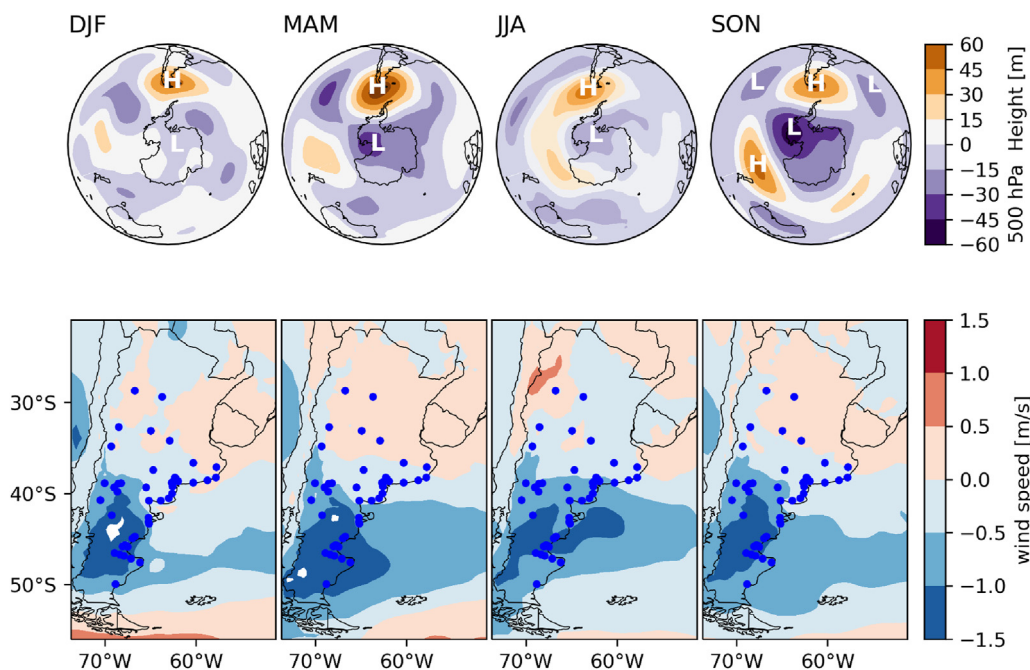 DJF MAM JJA SON
H H H H
L L L L L L
H
60
45
30
15
0
−15
−30
−45
−60
500 hPa Height [m]
30°S
40°S
50°S
70°W 60°W 70°W 60°W 70°W 60°W 70°W 60°W
1.5
1.0
0.5
0.0
−0.5
−1.0
−1.5
wind speed [m/s]